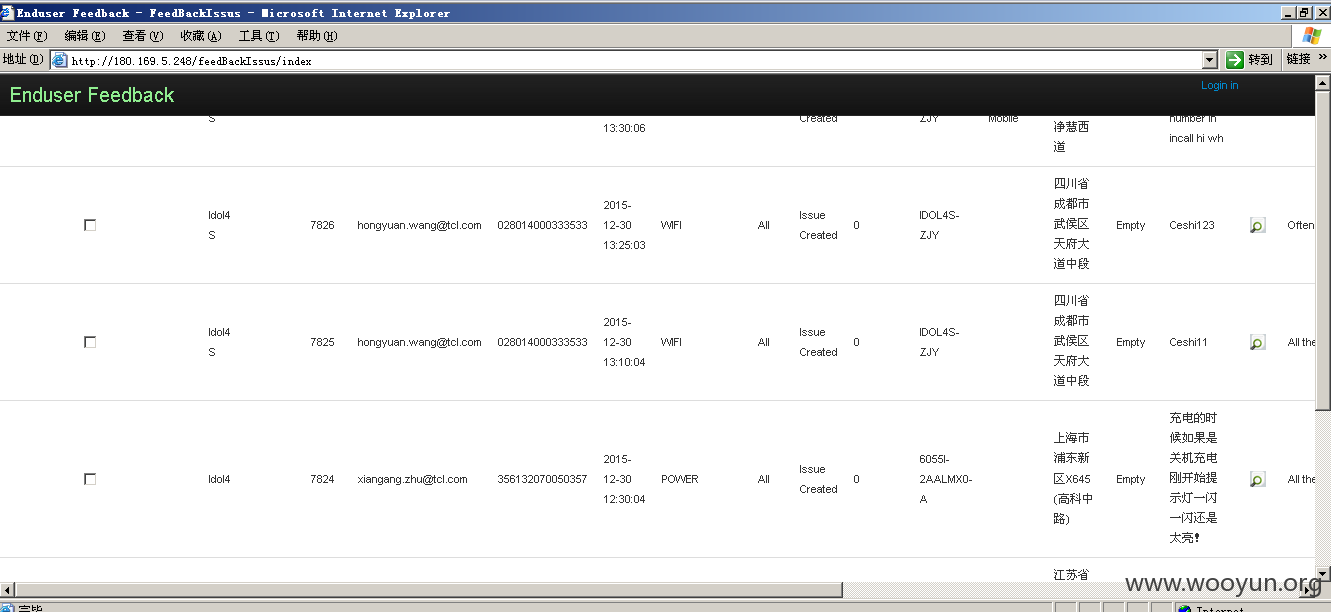 Enduser Feedback - FeedBackIssus - Microsoft Internet Explorer
文件(F) 编辑(E) 查看(V) 收藏(A) 工具(T) 帮助(H)
地址(D) http://180.169.5.248/feedBackIssus/index 转到 链接 »
Enduser Feedback Login in
S 13:30:06 Created ZJY Mobile number in
净慧西
道
incall hi wh
Idol4
S
7826
hongyuan.wang@tcl.com
028014000333533
2015-
12-30
13:25:03
WIFI
All
Issue
Created
0
IDOL4S-
ZJY
四川省
成都市
武侯区
天府大
道中段
Empty
Ceshi123
Often
Idol4
S
7825
hongyuan.wang@tcl.com
028014000333533
2015-
12-30
13:10:04
WIFI
All
Issue
Created
0
IDOL4S-
ZJY
四川省
成都市
武侯区
天府大
道中段
Empty
Ceshi11
All the
Idol4
7824
xiangang.zhu@tcl.com
356132070050357
2015-
12-30
12:30:04
POWER
All
Issue
Created
0
6055I-
2AALMX0-
A
上海市
浦东新
区X645
(高科中
路)
Empty
充电的时
候如果是
关机充电
刚开始提
示灯一闪
一闪还是
太亮!
All the
江苏省
www.wooyun.org
完毕 Internet